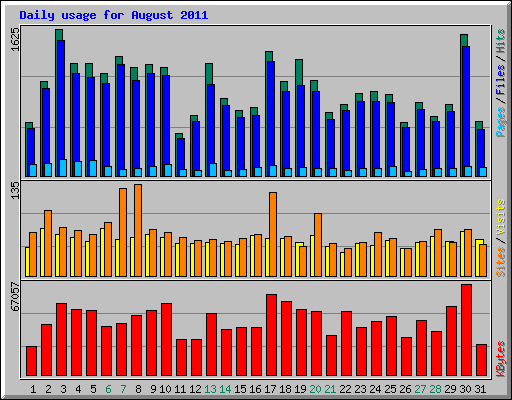 Daily usage for August 2011
1625
Pages / Files / Hits
135
Sites / Visits
67057
KBytes
1 2 3 4 5 6 7 8 9 10 11 12 13 14 15 16 17 18 19 20 21 22 23 24 25 26 27 28 29 30 31